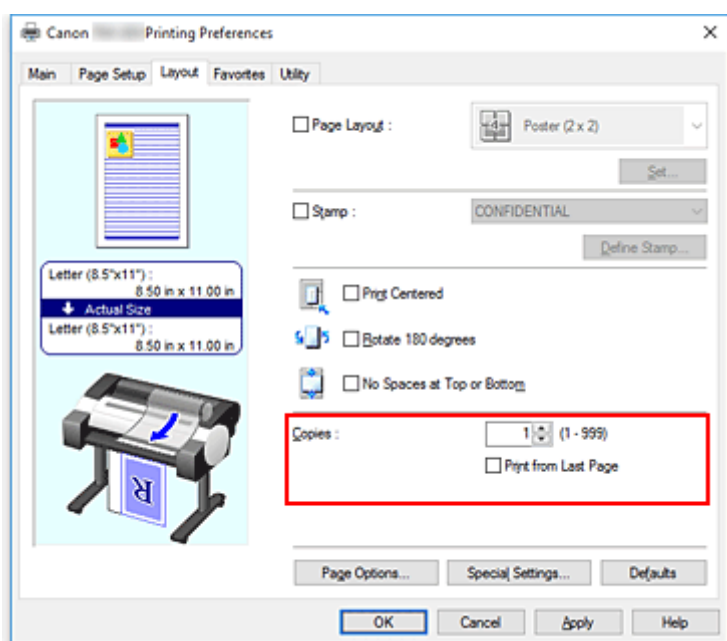 Canon Printing Preferences
Main Page Setup Layout Favorites Utility
Page Layout : Poster (2 x 2)
Set...
Stamp : CONFIDENTIAL
Define Stamp...
Letter (8.5"x11") :
8.50 in x 11.00 in
Actual Size
Letter (8.5"x11") :
8.50 in x 11.00 in
Print Centered
Rotate 180 degrees
No Spaces at Top or Bottom
R
Copies : 1 (1 - 999)
Print from Last Page
Page Options... Special Settings... Defaults
OK Cancel Apply Help